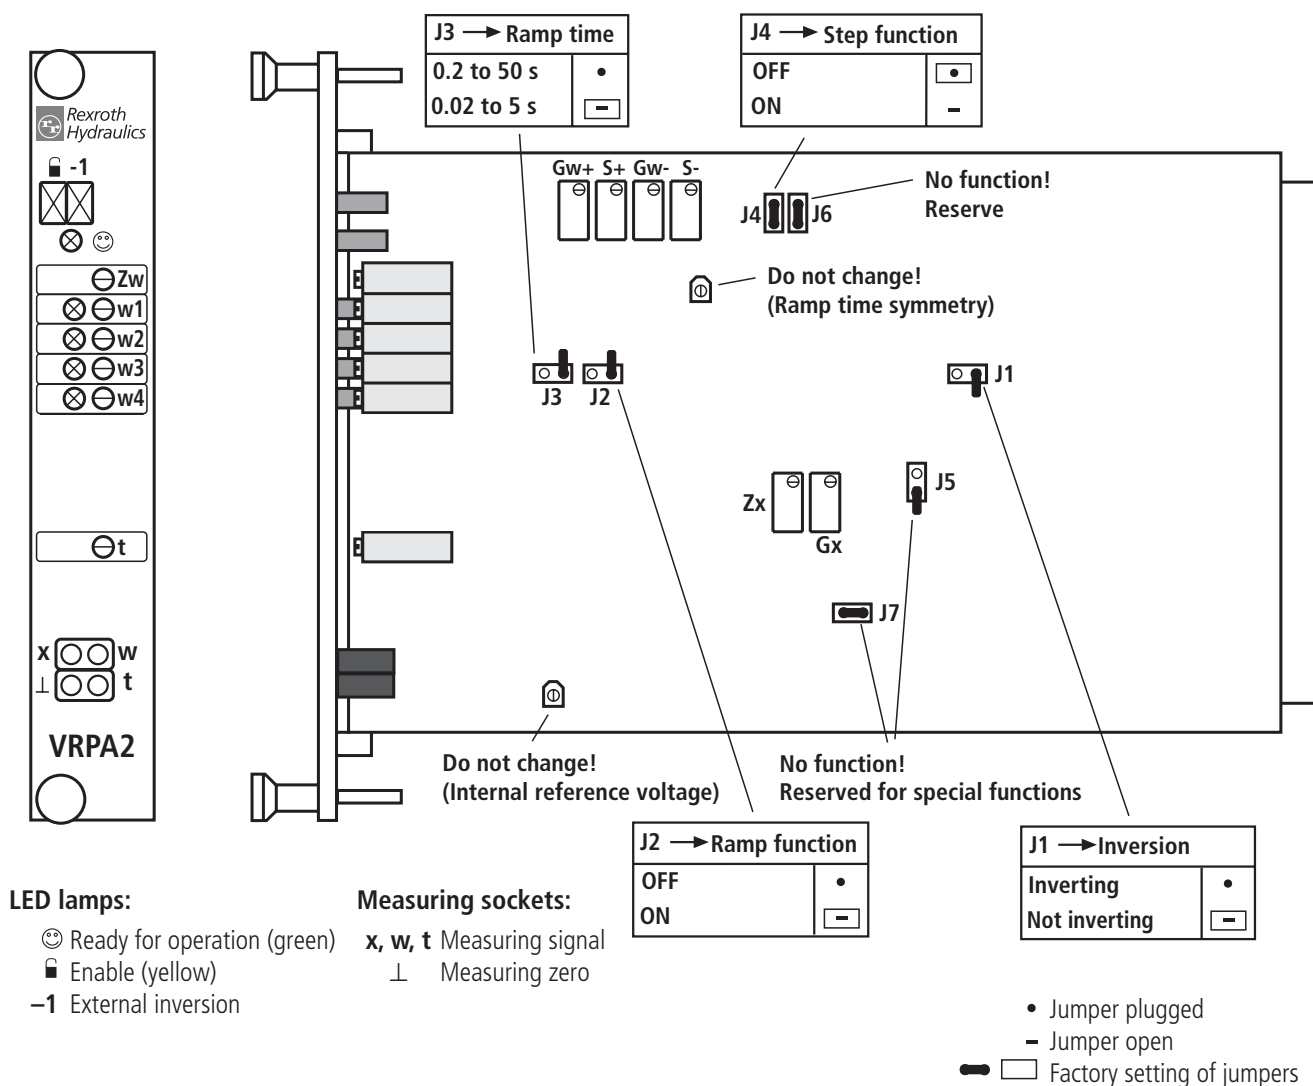 J3 → Ramp time
0.2 to 50 s •
0.02 to 5 s –
J4 → Step function
OFF •
ON –
Rexroth
Hydraulics
-1
Zw
w1
w2
w3
w4
t
x w
⊥ t
VRPA2
Gw+ S+ Gw- S-
J4 J6
No function!
Reserve
Do not change!
(Ramp time symmetry)
J3 J2
J1
Zx
Gx
J5
J7
Do not change!
(Internal reference voltage)
No function!
Reserved for special functions
J2 → Ramp function
OFF •
ON –
J1 → Inversion
Inverting •
Not inverting –
LED lamps:
☺ Ready for operation (green)
Enable (yellow)
–1 External inversion
Measuring sockets:
x, w, t Measuring signal
⊥ Measuring zero
• Jumper plugged
– Jumper open
Factory setting of jumpers